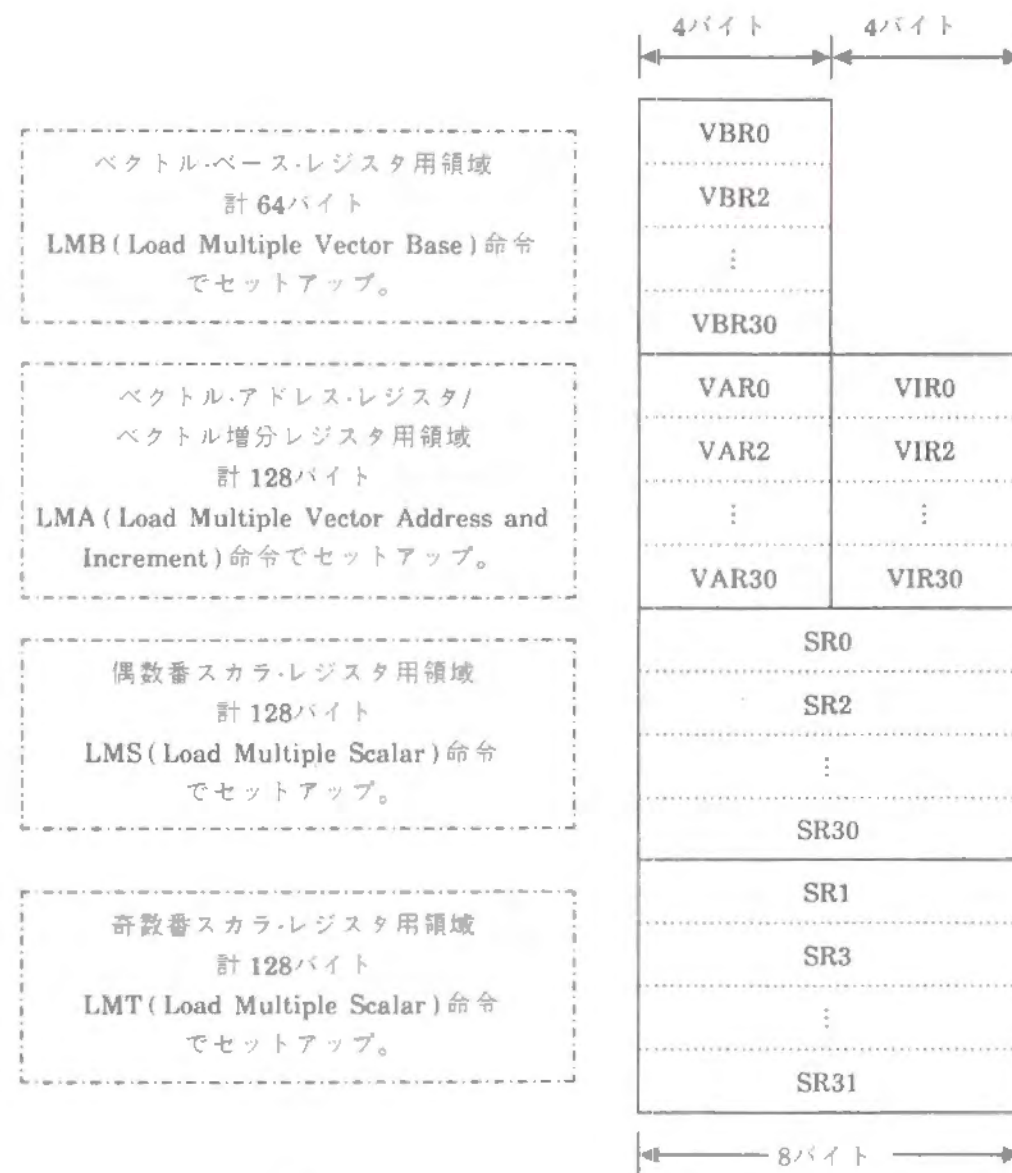 4バイト 4バイト
ベクトル·ベース·レジスタ用領域
計 64バイト
LMB ( Load Multiple Vector Base ) 命令
でセットアップ。
VBR0
VBR2
⋮
VBR30
ベクトル·アドレス·レジスタ/
ベクトル増分レジスタ用領域
計 128バイト
LMA ( Load Multiple Vector Address and
Increment ) 命令でセットアップ。
VAR0 VIR0
VAR2 VIR2
⋮ ⋮
VAR30 VIR30
偶数番スカラ·レジスタ用領域
計 128バイト
LMS ( Load Multiple Scalar ) 命令
でセットアップ。
SR0
SR2
⋮
SR30
奇数番スカラ·レジスタ用領域
計 128バイト
LMT ( Load Multiple Scalar ) 命令
でセットアップ。
SR1
SR3
⋮
SR31
8バイト